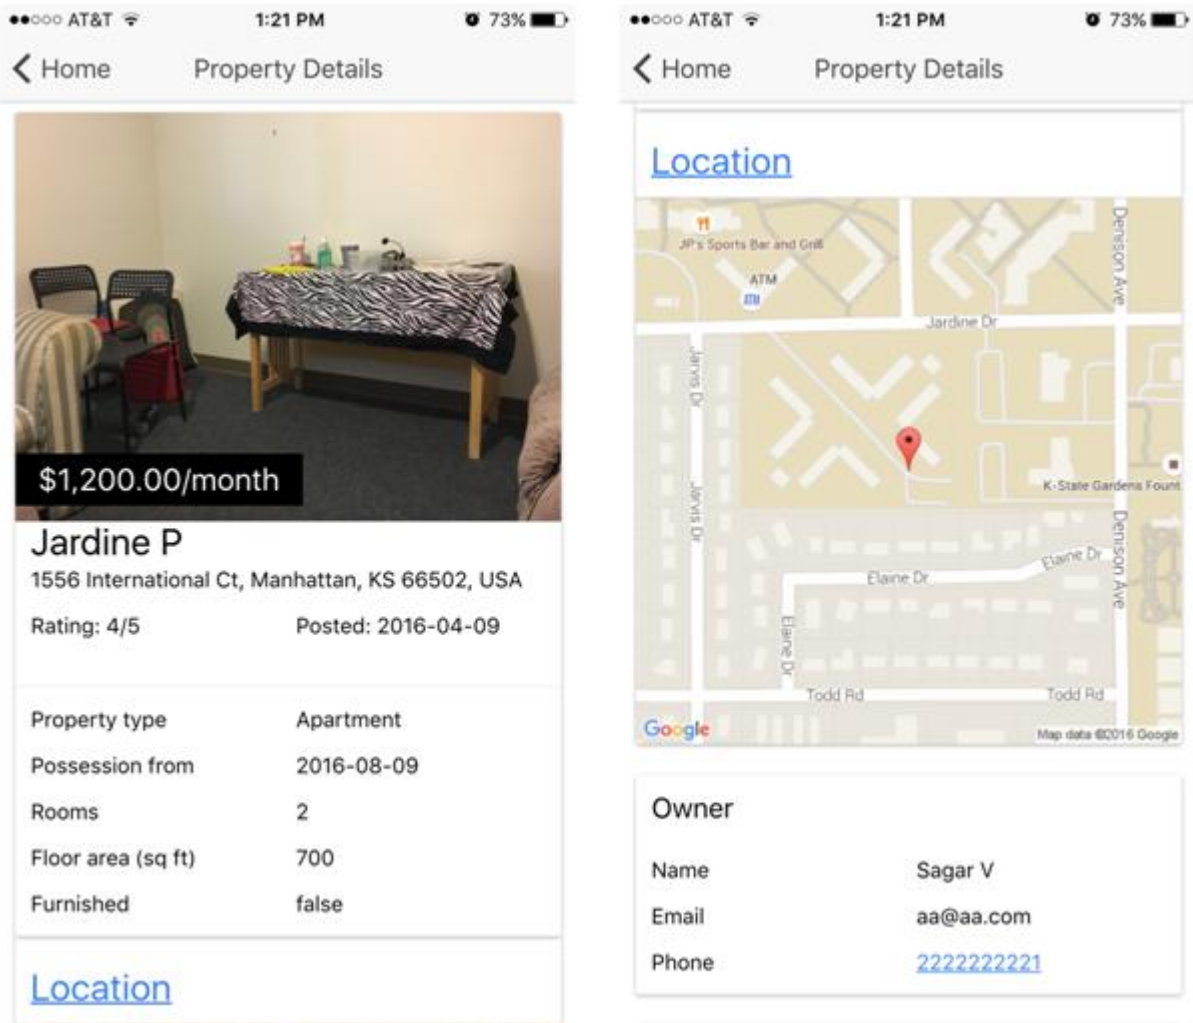 AT&T 1:21 PM 73%
Home Property Details
$1,200.00/month
Jardine P
1556 International Ct, Manhattan, KS 66502, USA
Rating: 4/5 Posted: 2016-04-09
Property type Apartment
Possession from 2016-08-09
Rooms 2
Floor area (sq ft) 700
Furnished false
Location
AT&T 1:21 PM 73%
Home Property Details
Location
JP's Sports Bar and Grill
ATM
Denison Ave
Jardine Dr
Jarvis Dr
K-State Gardens Fount
Jarvis Dr
Denison Ave
Elaine Dr
Elaine Dr
Elaine Dr
Todd Rd Todd Rd
Google Map data ©2016 Google
Owner
Name Sagar V
Email aa@aa.com
Phone 2222222221